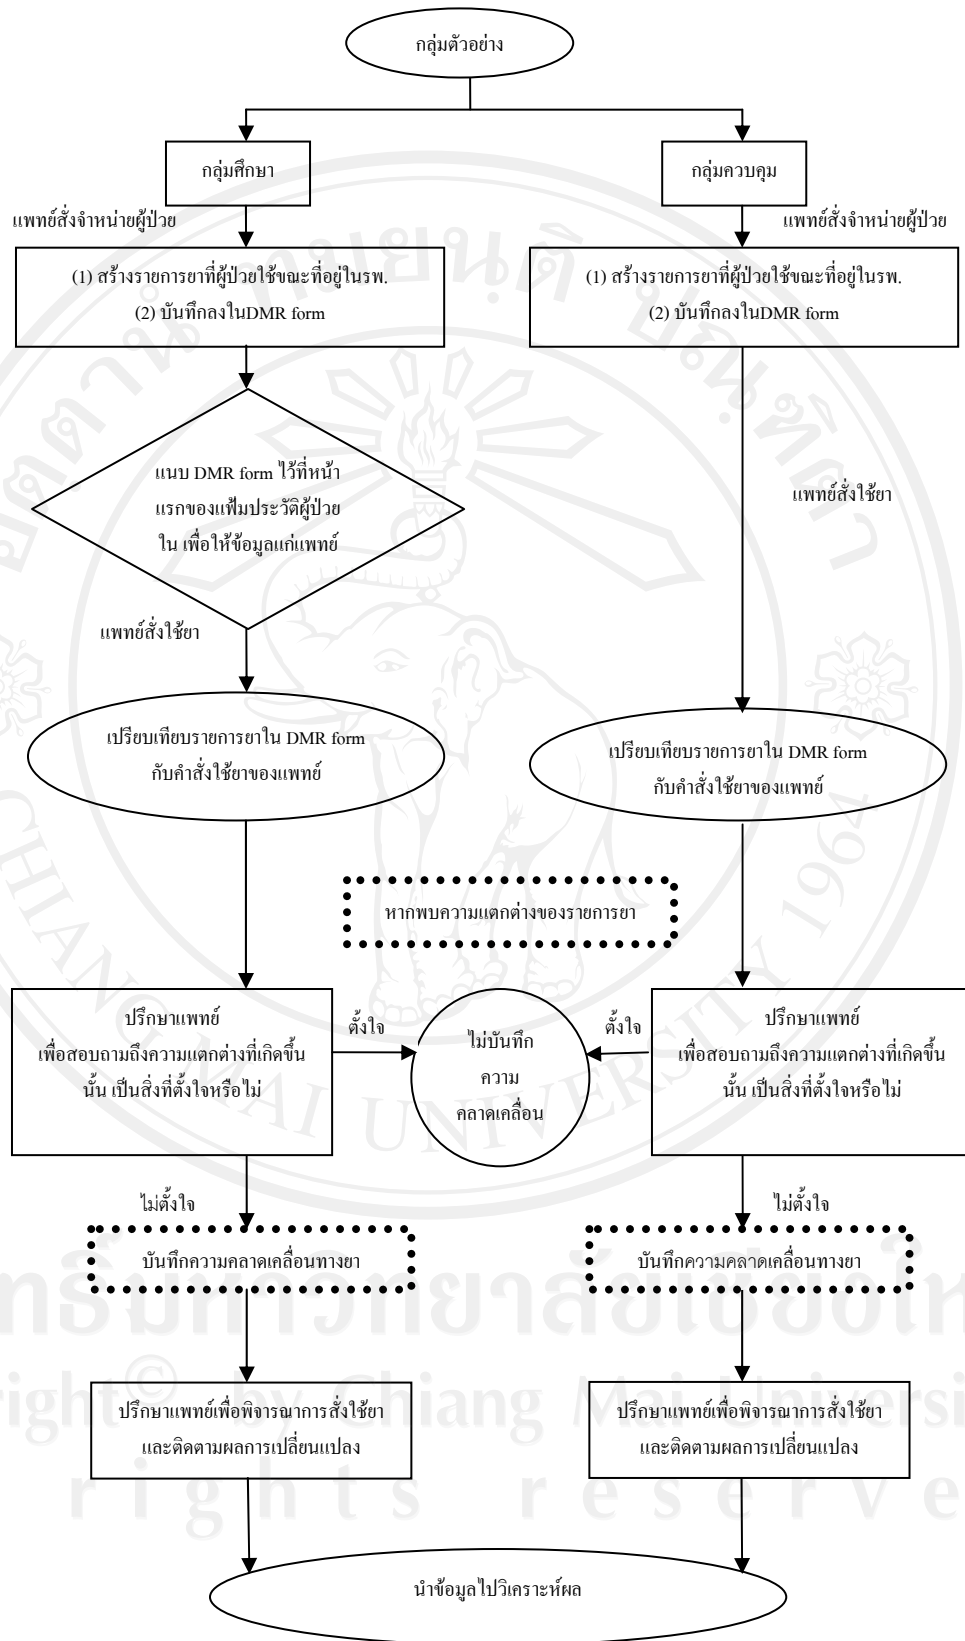 กลุ่มตัวอย่าง
กลุ่มศึกษา
กลุ่มควบคุม
แพทย์สั่งจำหน่ายผู้ป่วย
แพทย์สั่งจำหน่ายผู้ป่วย
(1) สร้างรายการยาที่ผู้ป่วยใช้ขณะที่อยู่ในรพ.
(2) บันทึกลงในDMR form
(1) สร้างรายการยาที่ผู้ป่วยใช้ขณะที่อยู่ในรพ.
(2) บันทึกลงในDMR form
แนบ DMR form ไว้ที่หน้า
แรกของแฟ้มประวัติผู้ป่วย
ใน เพื่อให้ข้อมูลแก่แพทย์
แพทย์สั่งใช้ยา
แพทย์สั่งใช้ยา
เปรียบเทียบรายการยาใน DMR form
กับคำสั่งใช้ยาของแพทย์
เปรียบเทียบรายการยาใน DMR form
กับคำสั่งใช้ยาของแพทย์
หากพบความแตกต่างของรายการยา
ปรึกษาแพทย์
เพื่อสอบถามถึงความแตกต่างที่เกิดขึ้น
นั้น เป็นสิ่งที่ตั้งใจหรือไม่
ตั้งใจ
ไม่บันทึก
ความ
คลาดเคลื่อน
ตั้งใจ
ปรึกษาแพทย์
เพื่อสอบถามถึงความแตกต่างที่เกิดขึ้น
นั้น เป็นสิ่งที่ตั้งใจหรือไม่
ไม่ตั้งใจ
ไม่ตั้งใจ
บันทึกความคลาดเคลื่อนทางยา
บันทึกความคลาดเคลื่อนทางยา
ปรึกษาแพทย์เพื่อพิจารณาการสั่งใช้ยา
และติดตามผลการเปลี่ยนแปลง
ปรึกษาแพทย์เพื่อพิจารณาการสั่งใช้ยา
และติดตามผลการเปลี่ยนแปลง
นำข้อมูลไปวิเคราะห์ผล
CHIANG MAI UNIVERSITY 1964
© by Chiang Mai
rights